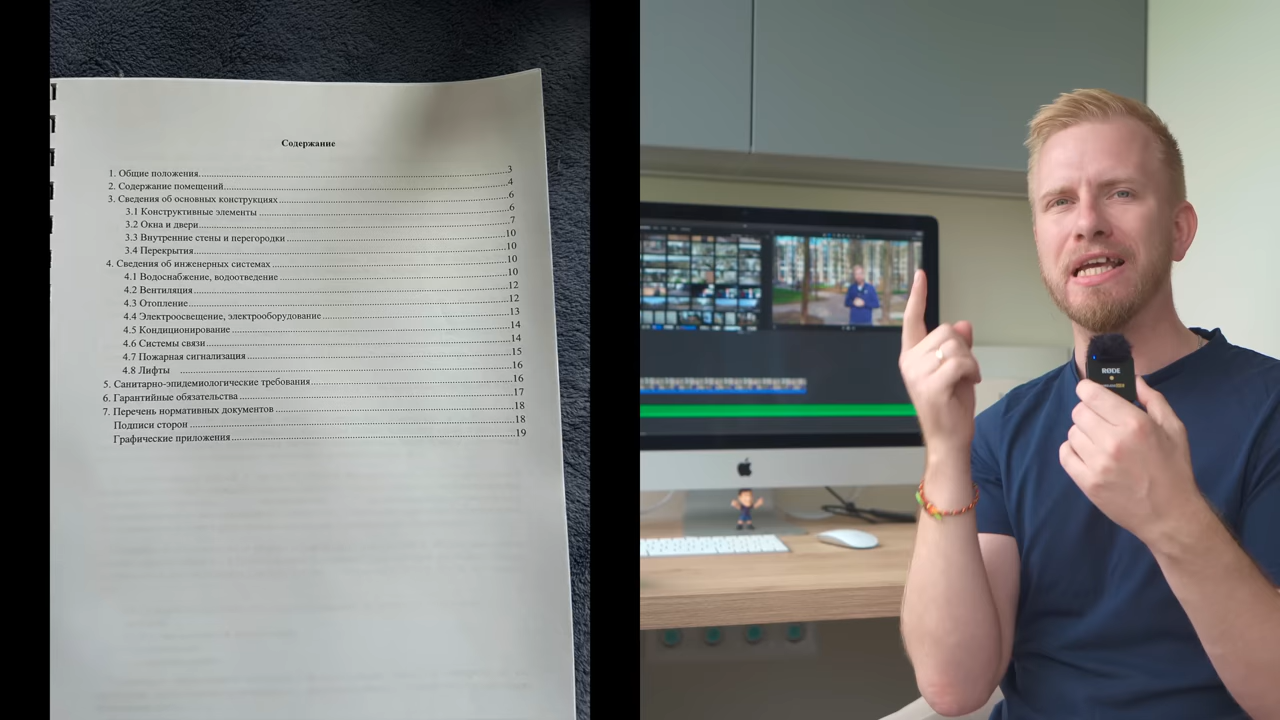 Содержание
1. Общие положения 3
2. Содержание помещений 4
3. Сведения об основных конструкциях 6
3.1 Конструктивные элементы 6
3.2 Окна и двери 7
3.3 Внутренние стены и перегородки 10
3.4 Перекрытия 10
4. Сведения об инженерных системах 10
4.1 Водоснабжение, водоотведение 10
4.2 Вентиляция 12
4.3 Отопление 12
4.4 Электроосвещение, электрооборудование 13
4.5 Кондиционирование 14
4.6 Системы связи 14
4.7 Пожарная сигнализация 15
4.8 Лифты 16
5. Санитарно-эпидемиологические требования 16
6. Гарантийные обязательства 17
7. Перечень нормативных документов 18
Подписи сторон 18
Графические приложения 19
RØDE